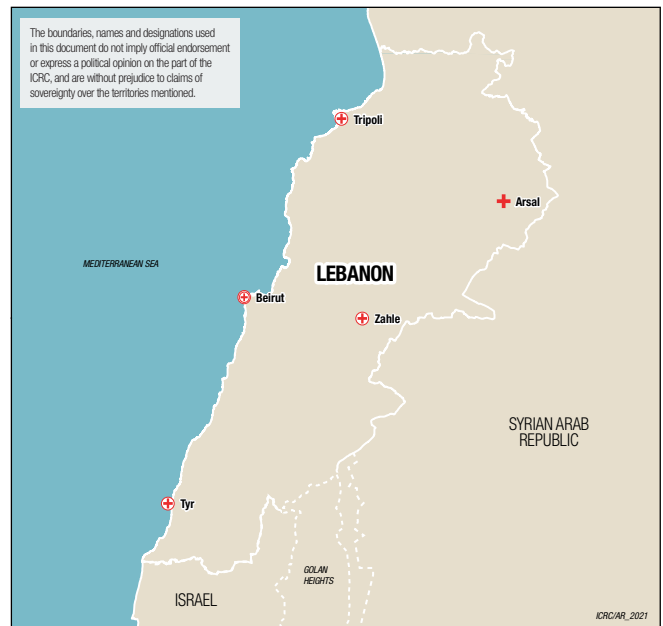 The boundaries, names and designations used
in this document do not imply official endorsement
or express a political opinion on the part of the
ICRC, and are without prejudice to claims of
sovereignty over the territories mentioned.
Tripoli
Arsal
MEDITERRANEAN SEA
LEBANON
Beirut
Zahle
SYRIAN ARAB
REPUBLIC
Tyr
GOLAN
HEIGHTS
ISRAEL
ICRC/AR_2021